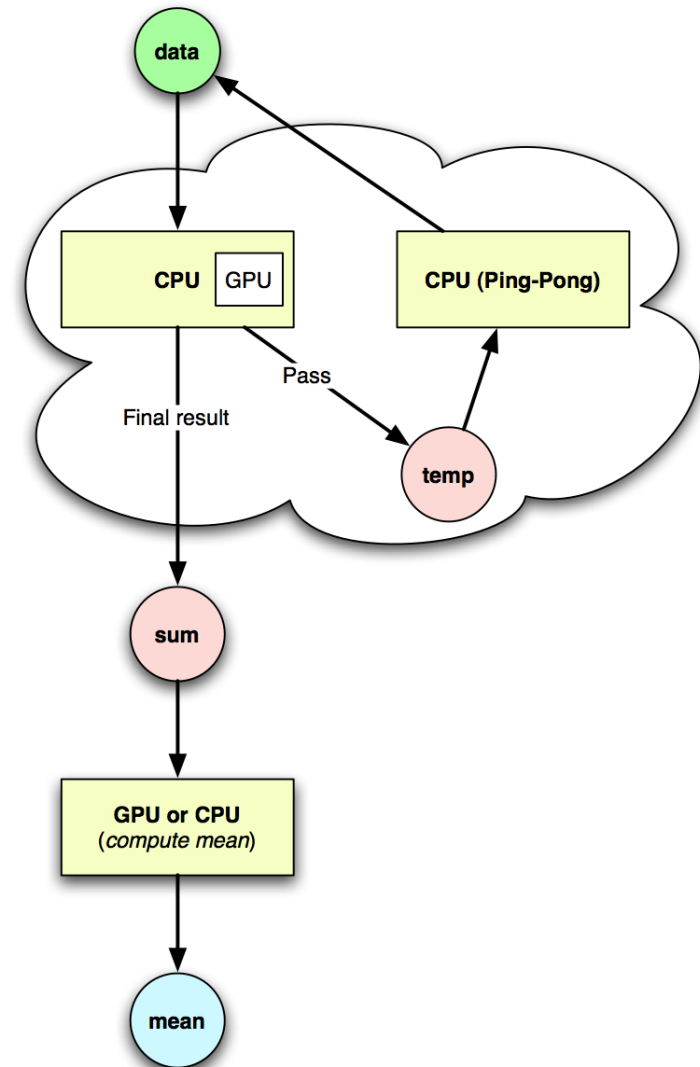 data
CPU
GPU
CPU (Ping-Pong)
Pass
Final result
temp
sum
GPU or CPU
(compute mean)
mean